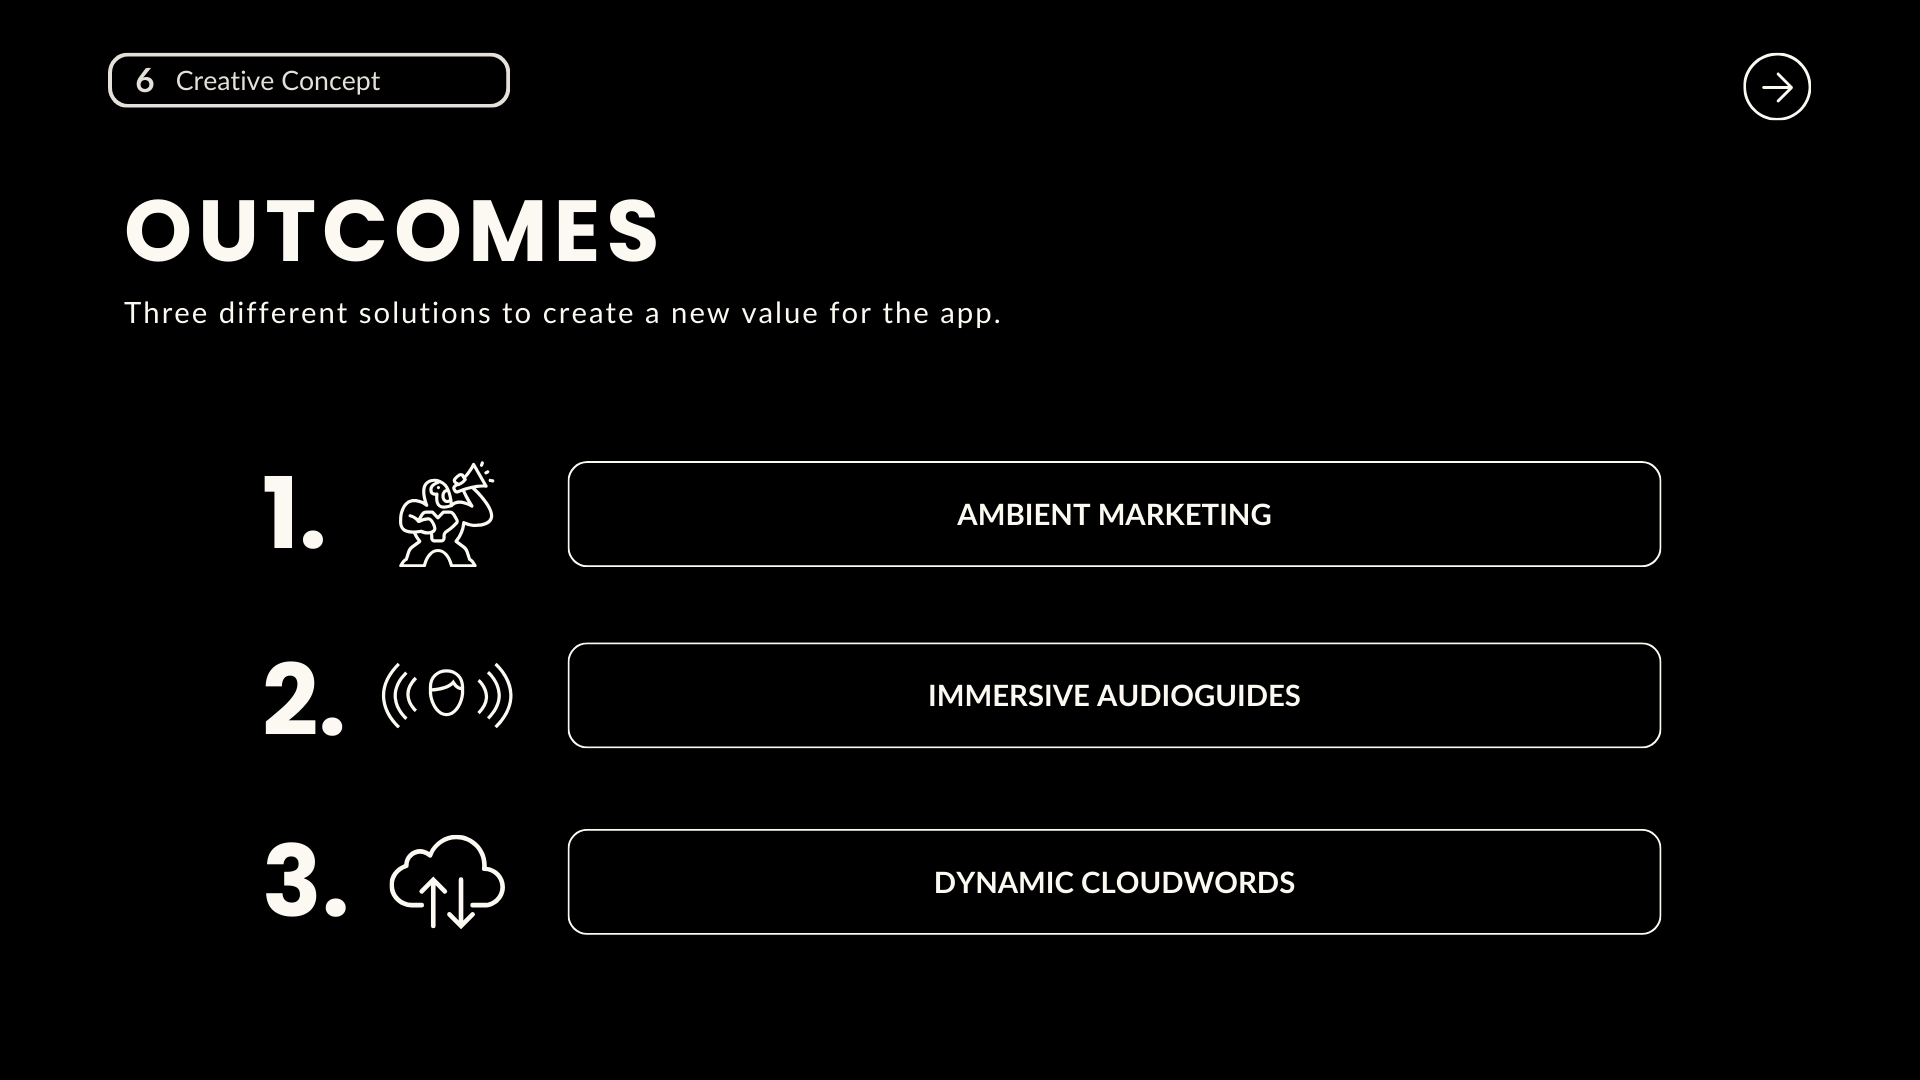 6 Creative Concept
OUTCOMES
Three different solutions to create a new value for the app.
1.
AMBIENT MARKETING
2.
IMMERSIVE AUDIOGUIDES
3.
DYNAMIC CLOUDWORDS